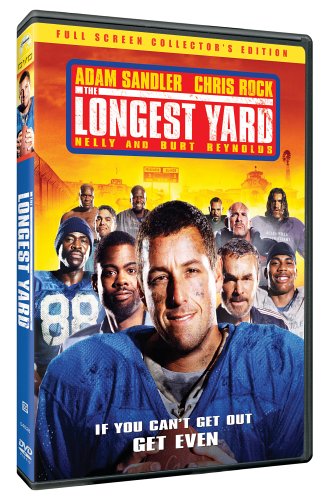 FULL SCREEN COLLECTOR'S EDITION
ADAM SANDLER CHRIS ROCK
THE
LONGEST YARD
NELLY AND BURT REYNOLDS
88
IF YOU CAN'T GET OUT
GET EVEN
THE
LONGEST YARD
DVD